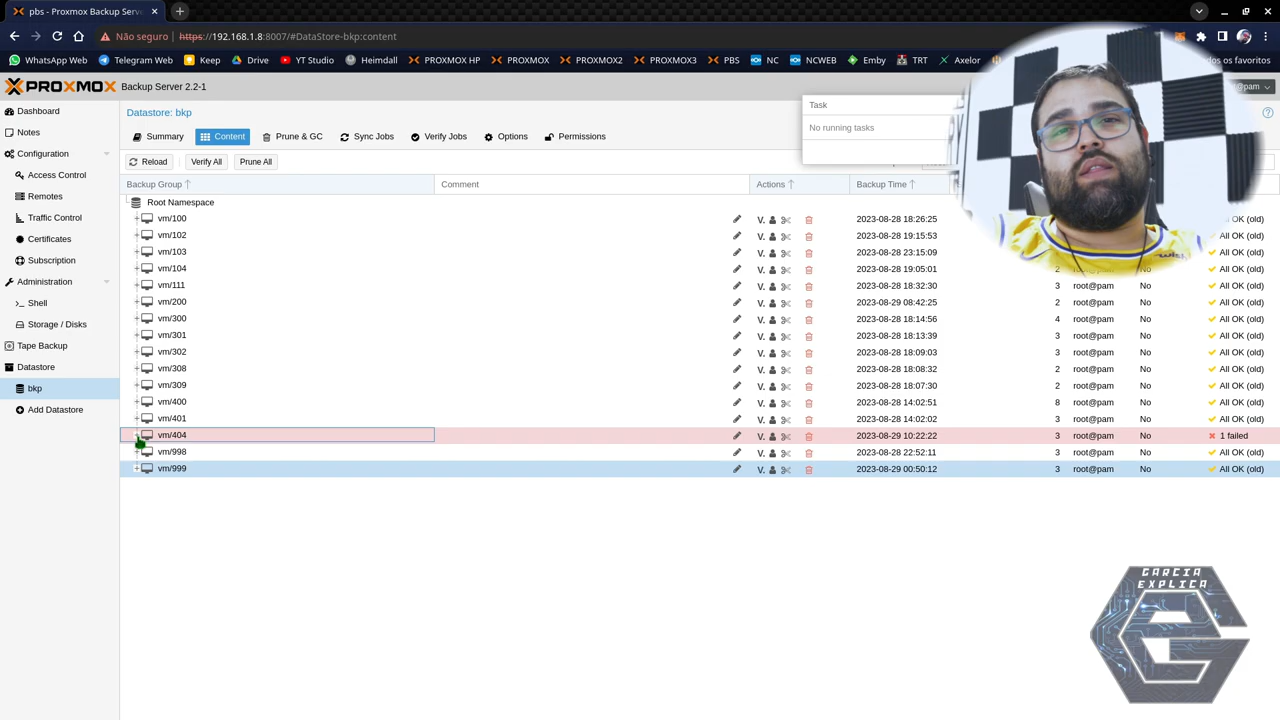 pbs - Proxmox Backup Serv
Não seguro https://192.168.1.8:8007/#DataStore-bkp:content
WhatsApp Web Telegram Web Keep Drive YT Studio Heimdall PROXMOX HP PROXMOX PROXMOX2 PROXMOX3 PBS NC NCWEB Emby TRT Axelor os favoritos
PROXMOX Backup Server 2.2-1 t@pam
Dashboard
Notes
Configuration
Access Control
Remotes
Traffic Control
Certificates
Subscription
Administration
Shell
Storage / Disks
Tape Backup
Datastore
bkp
Add Datastore
Datastore: bkp
Summary Content Prune & GC Sync Jobs Verify Jobs Options Permissions
Task
No running tasks
Reload Verify All Prune All
Backup Group Comment Actions Backup Time
Root Namespace
vm/100 V. 2023-08-28 18:26:25 All OK (old)
vm/102 V. 2023-08-28 19:15:53 All OK (old)
vm/103 V. 2023-08-28 23:15:09 All OK (old)
vm/104 V. 2023-08-28 19:05:01 2 root@pam No All OK (old)
vm/111 V. 2023-08-28 18:32:30 3 root@pam No All OK (old)
vm/200 V. 2023-08-29 08:42:25 2 root@pam No All OK (old)
vm/300 V. 2023-08-28 18:14:56 4 root@pam No All OK (old)
vm/301 V. 2023-08-28 18:13:39 3 root@pam No All OK (old)
vm/302 V. 2023-08-28 18:09:03 3 root@pam No All OK (old)
vm/308 V. 2023-08-28 18:08:32 2 root@pam No All OK (old)
vm/309 V. 2023-08-28 18:07:30 2 root@pam No All OK (old)
vm/400 V. 2023-08-28 14:02:51 8 root@pam No All OK (old)
vm/401 V. 2023-08-28 14:02:02 3 root@pam No All OK (old)
vm/404 V. 2023-08-29 10:22:22 3 root@pam No 1 failed
vm/998 V. 2023-08-28 22:52:11 3 root@pam No All OK (old)
vm/999 V. 2023-08-29 00:50:12 3 root@pam No All OK (old)
GARCIA
EXPLICA